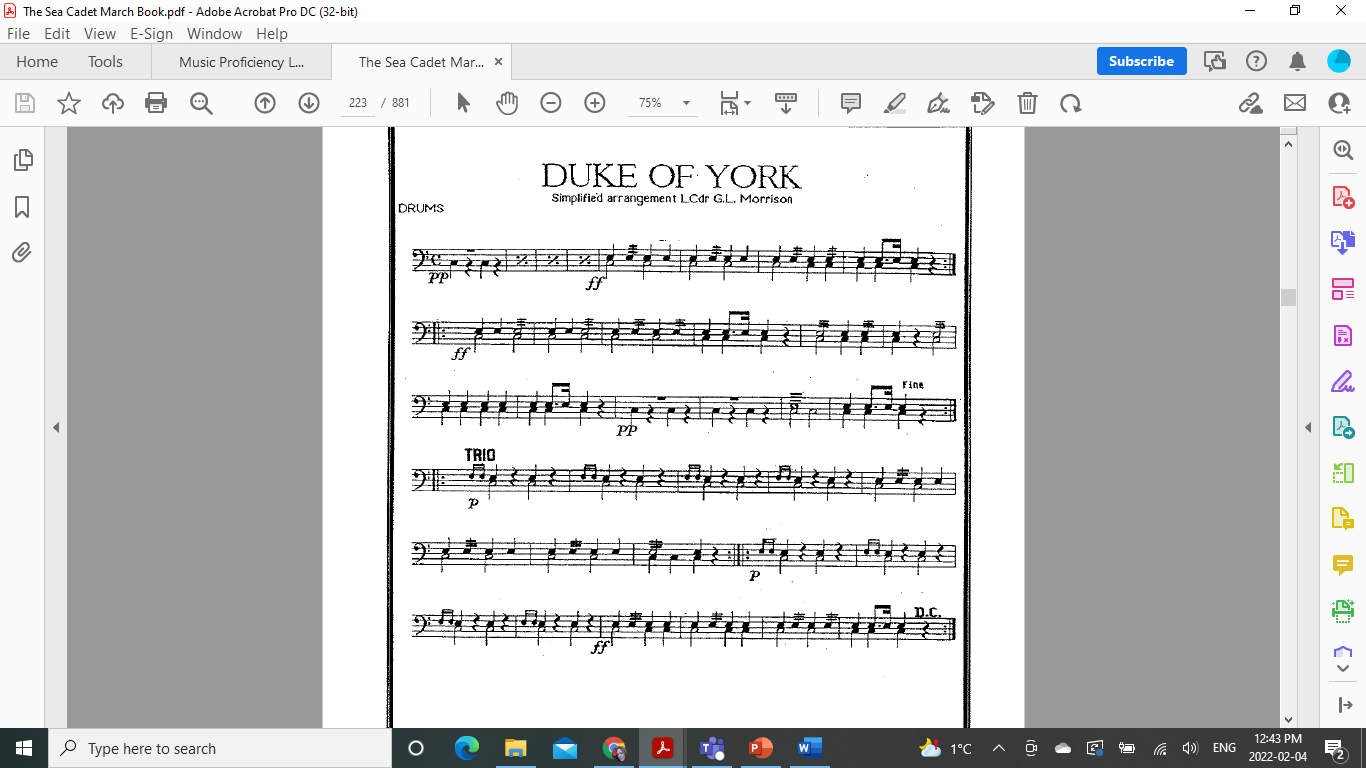 The Sea Cadet March Book.pdf - Adobe Acrobat Pro DC (32-bit)
File Edit View E-Sign Window Help
Home Tools Music Proficiency L... The Sea Cadet Mar... × Subscribe
223 / 881 75%
DUKE OF YORK
Simplified arrangement LCdr G.L. Morrison
DRUMS
pp ff
ff
Fine
pp
TRIO
p
p
D.C.
ff
Type here to search 1°C ENG 12:43 PM
2022-02-04
2